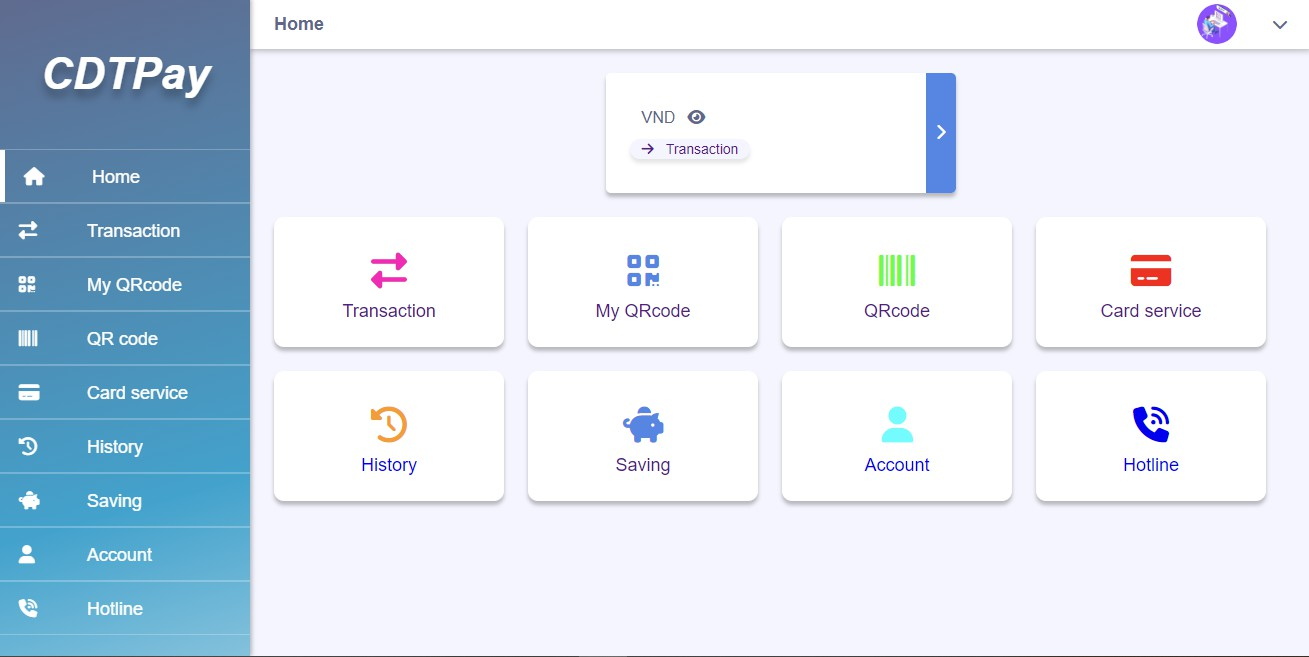 CDTPay
Home
Transaction
My QRcode
QR code
Card service
History
Saving
Account
Hotline
Home
VND
Transaction
Transaction
My QRcode
QRcode
Card service
History
Saving
Account
Hotline